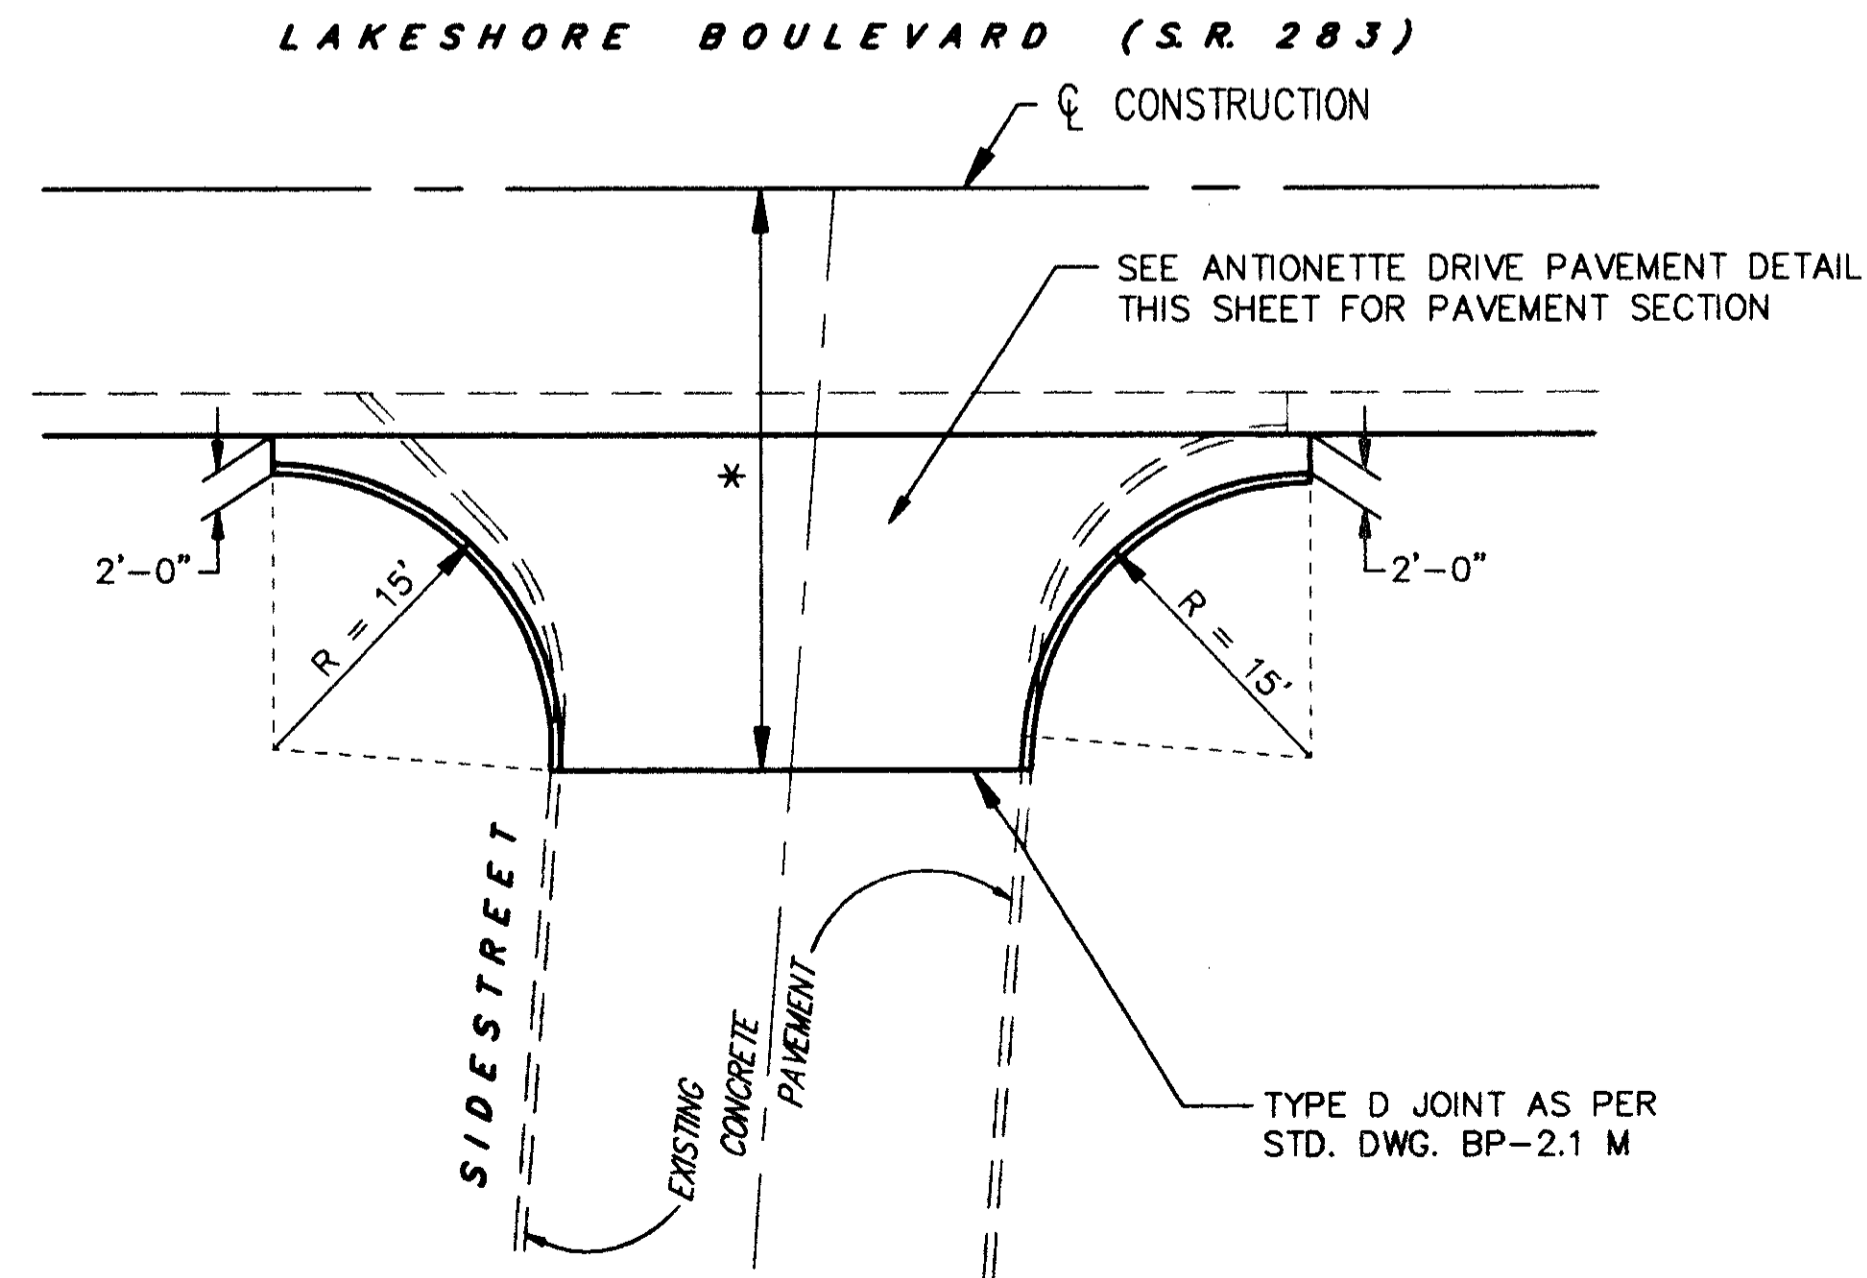 LAKESHORE BOULEVARD (S.R. 283)
℄ CONSTRUCTION
SEE ANTIONETTE DRIVE PAVEMENT DETAIL
THIS SHEET FOR PAVEMENT SECTION
*
2'-0"
2'-0"
R = 15'
R = 15'
SIDESTREET
EXISTING
CONCRETE
PAVEMENT
TYPE D JOINT AS PER
STD. DWG. BP-2.1 M